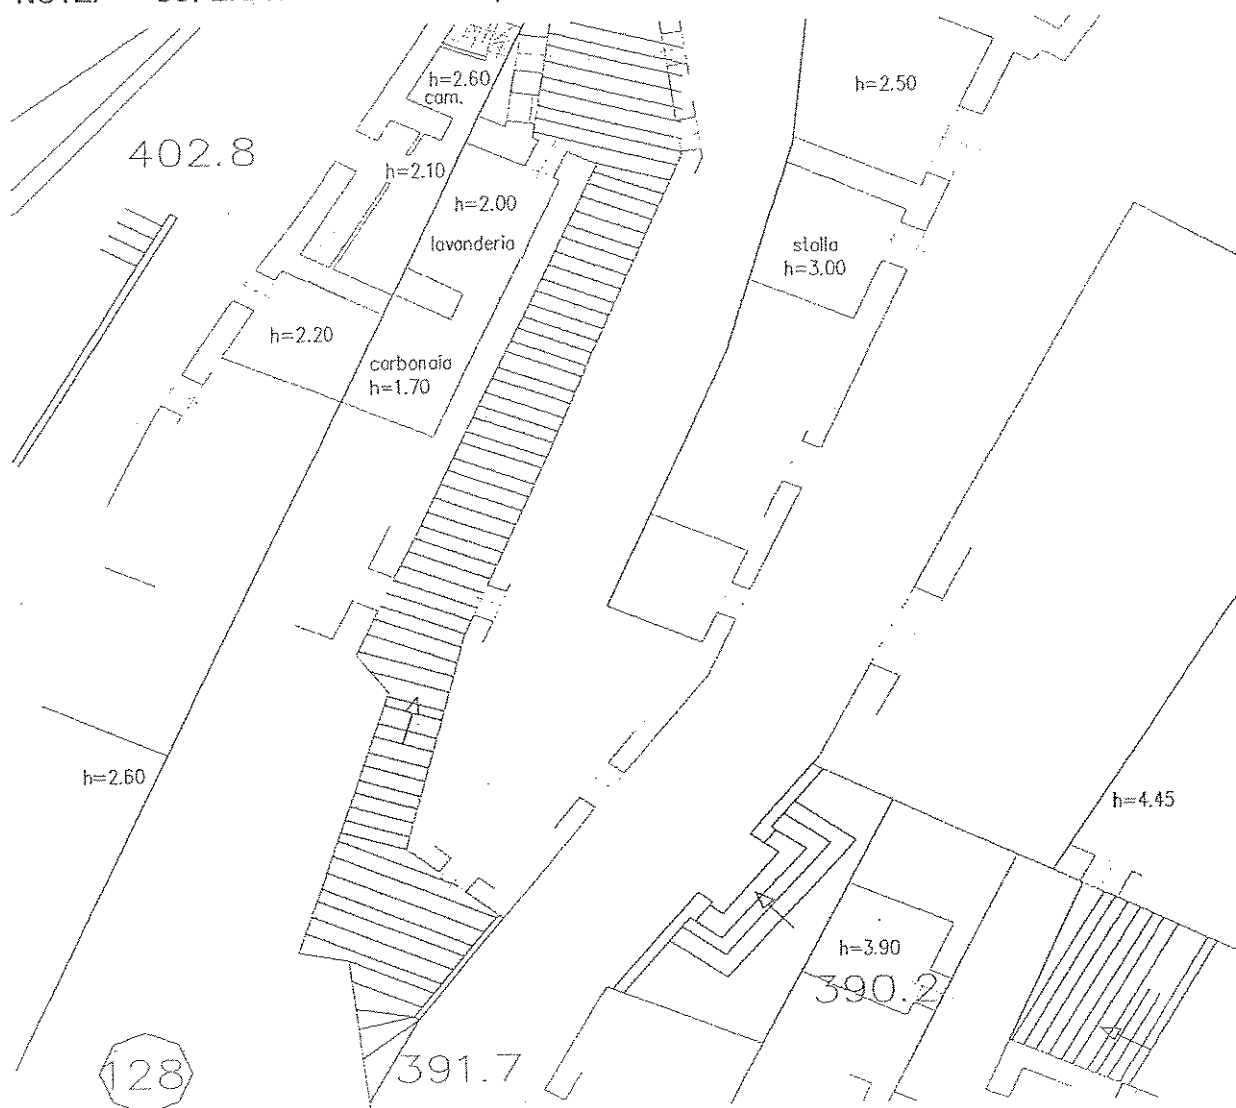 h=2.60
cam.
h=2.50
402.8
h=2.10
h=2.00
lavanderia
stalla
h=3.00
h=2.20
carbonaia
h=1.70
h=2.60
h=4.45
h=3.90
390.2
128
391.7